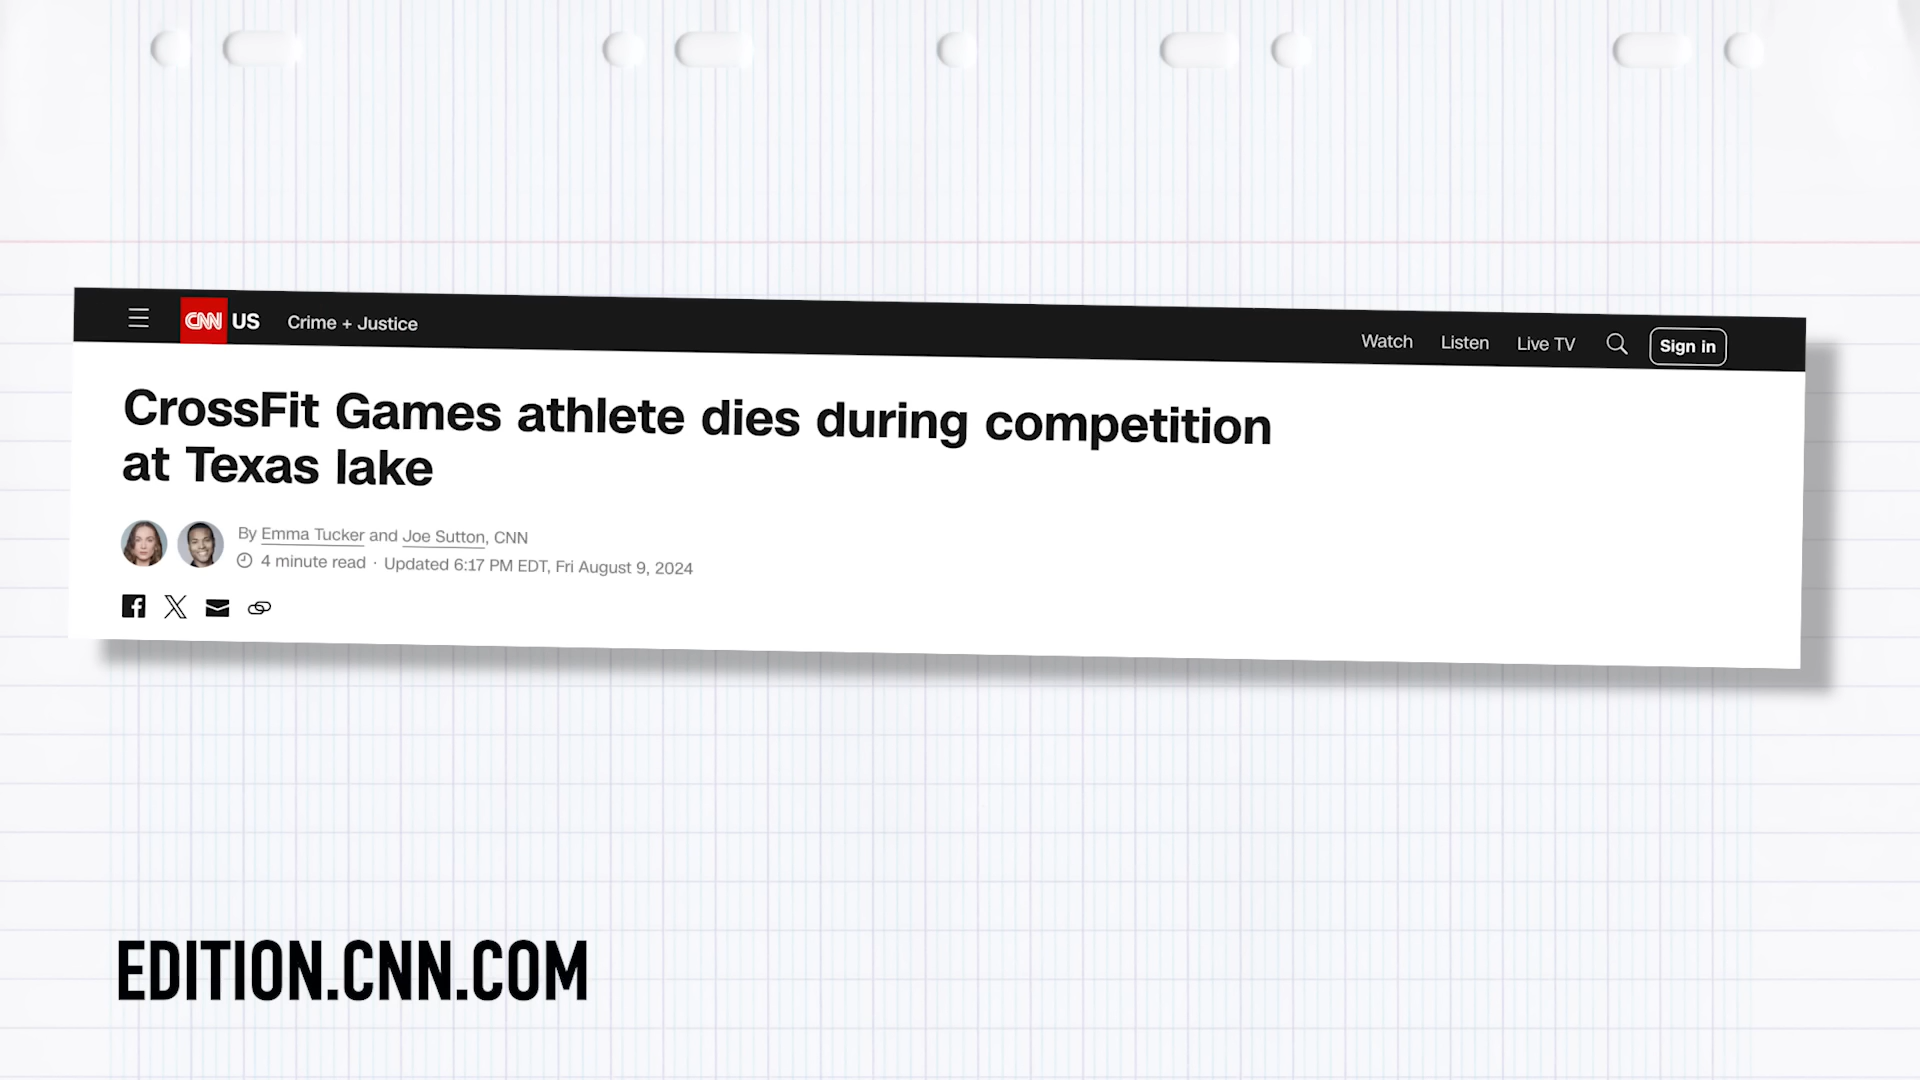 CNN US Crime + Justice Watch Listen Live TV Sign in
CrossFit Games athlete dies during competition
at Texas lake
By Emma Tucker and Joe Sutton, CNN
4 minute read · Updated 6:17 PM EDT, Fri August 9, 2024
EDITION.CNN.COM